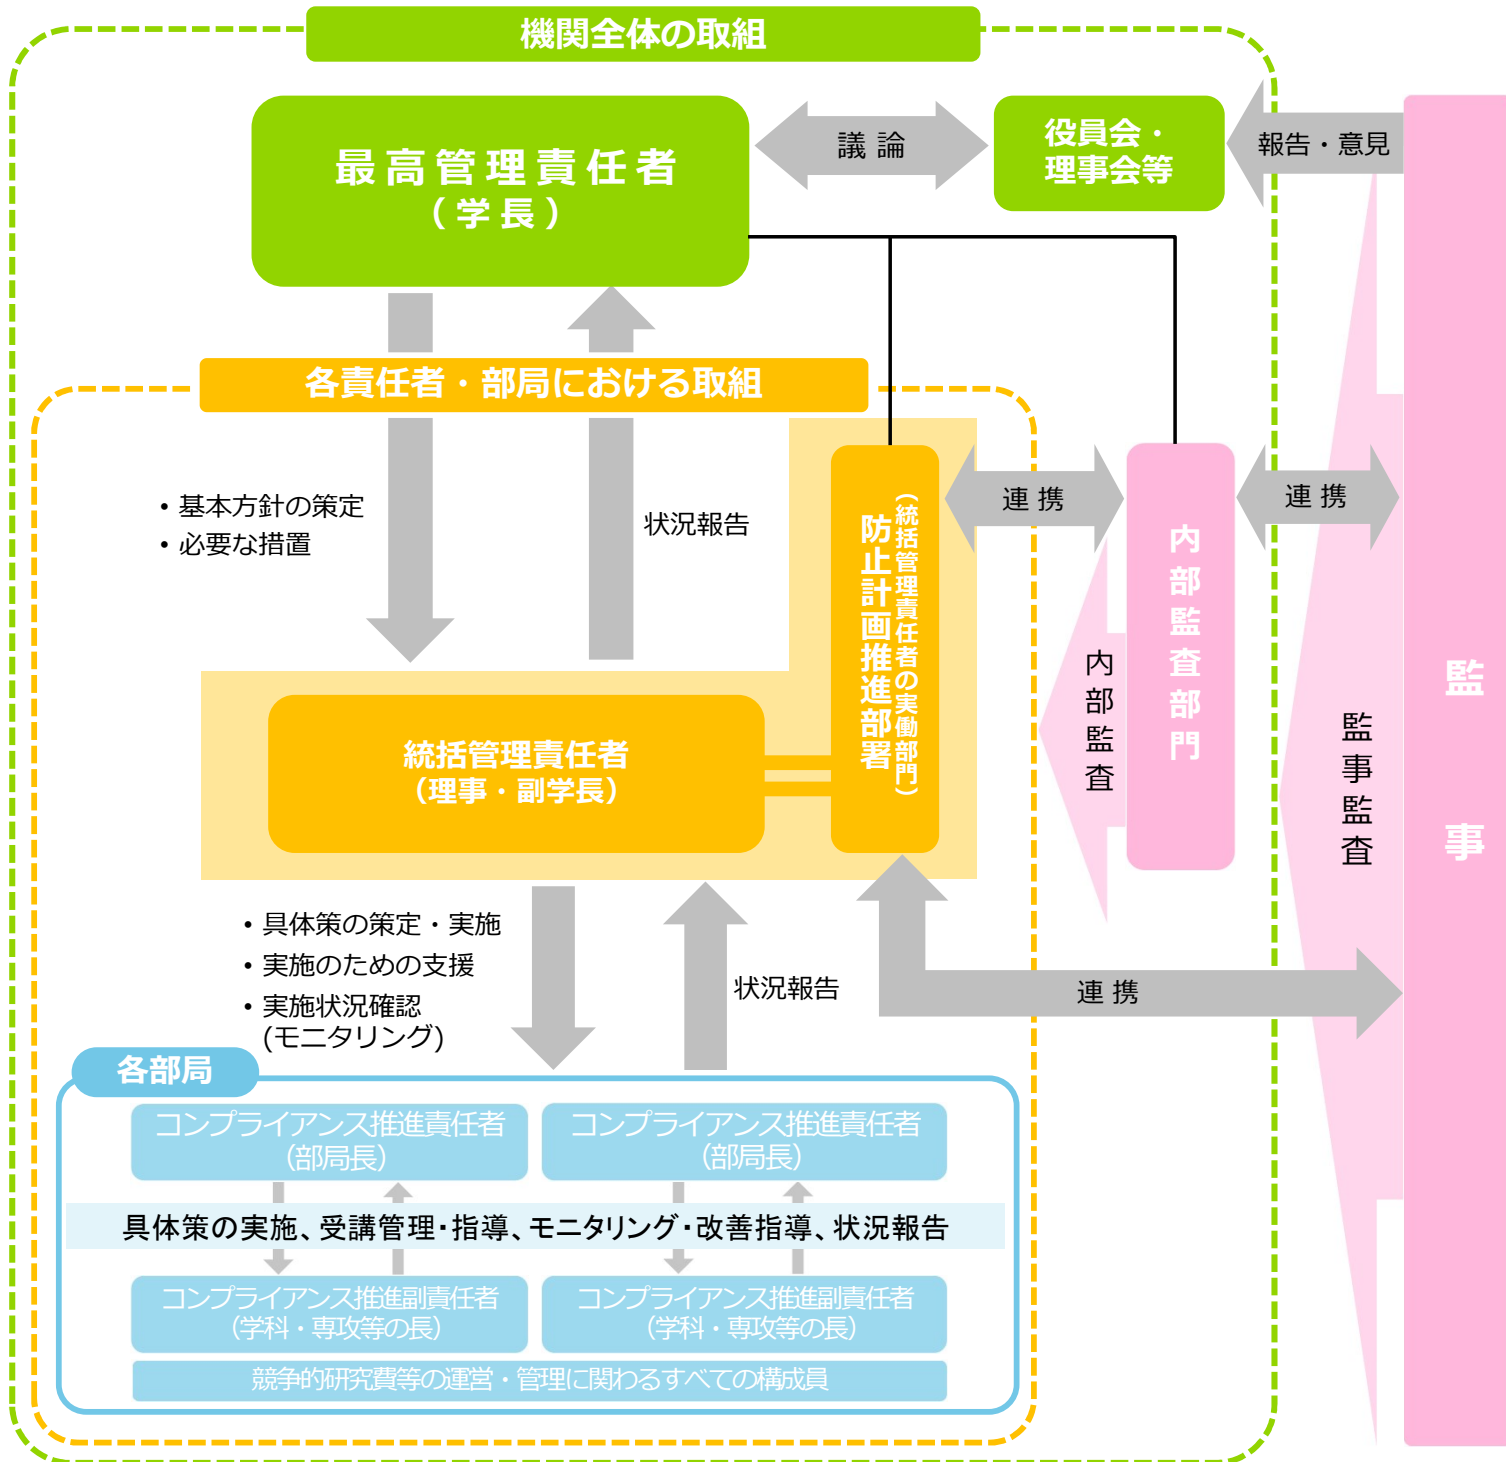 機関全体の取組
最高管理責任者
(学長)
議論
役員会・
理事会等
報告・意見
各責任者・部局における取組
・基本方針の策定
・必要な措置
状況報告
防止計画推進部署
(統括管理責任者の実働部門)
連携
内部監査部門
連携
内部監査
監事監査
監事
統括管理責任者
(理事・副学長)
・具体策の策定・実施
・実施のための支援
・実施状況確認
(モニタリング)
状況報告
連携
各部局
コンプライアンス推進責任者
(部局長)
コンプライアンス推進責任者
(部局長)
具体策の実施、受講管理・指導、モニタリング・改善指導、状況報告
コンプライアンス推進副責任者
(学科・専攻等の長)
コンプライアンス推進副責任者
(学科・専攻等の長)
競争的研究費等の運営・管理に関わるすべての構成員